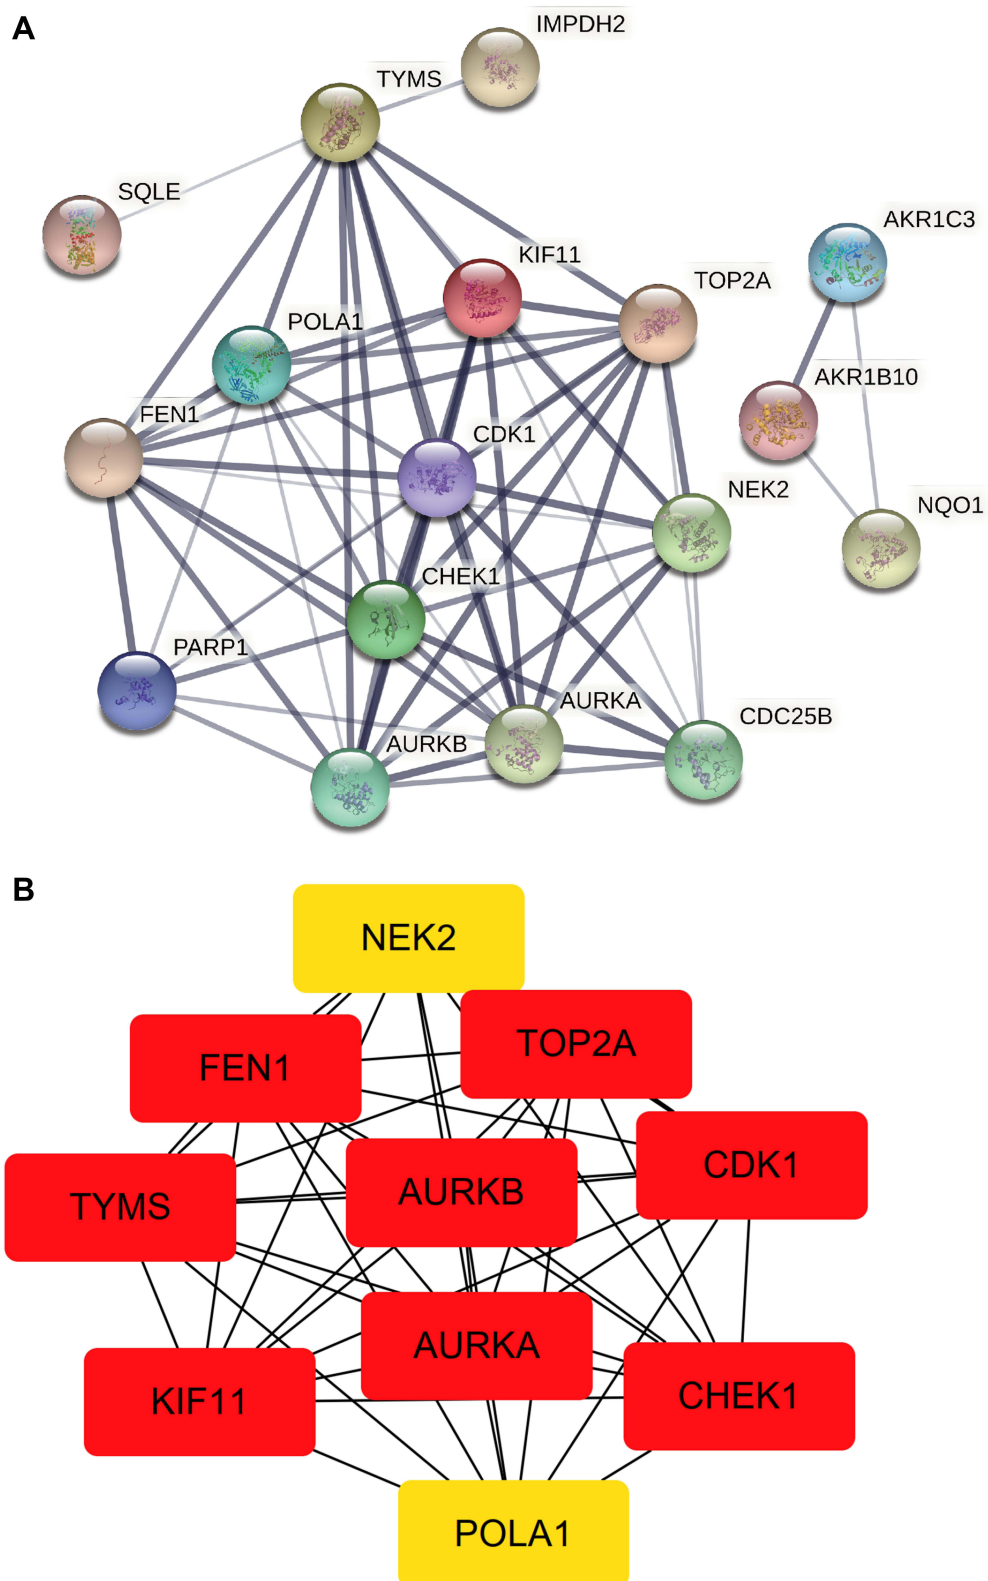 A
IMPDH2
TYMS
SQLE
AKR1C3
KIF11
TOP2A
POLA1
AKR1B10
FEN1
CDK1
NEK2
NQO1
CHEK1
PARP1
AURKA
CDC25B
AURKB
B
NEK2
TOP2A
FEN1
CDK1
AURKB
TYMS
AURKA
CHEK1
KIF11
POLA1